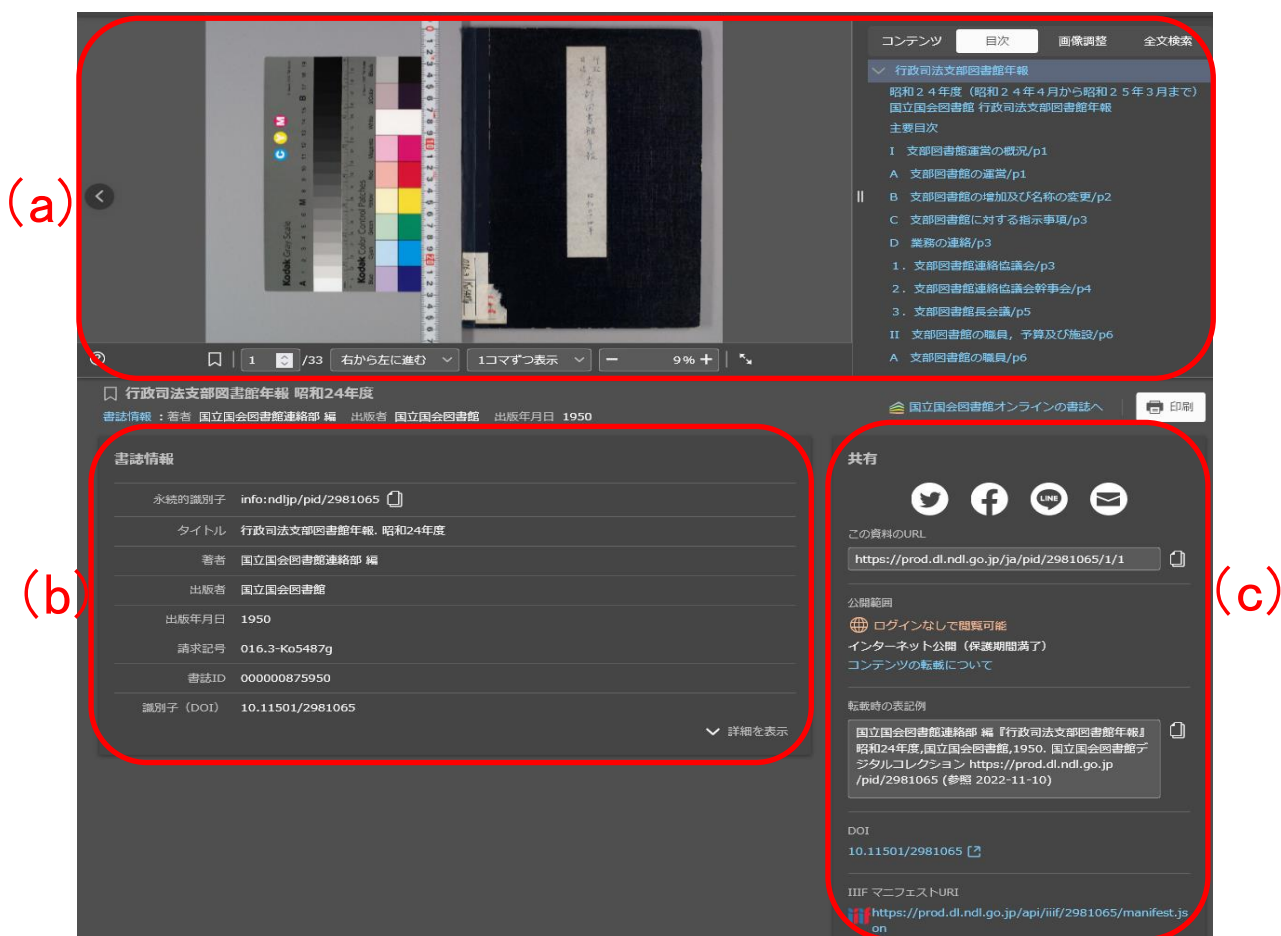 (a)
コンテンツ 目次 画像調整 全文検索
行政司法支部図書館年報
昭和２４年度（昭和２４年４月から昭和２５年３月まで）
国立国会図書館 行政司法支部図書館年報
主要目次
I 支部図書館運営の概況/p1
A 支部図書館の運営/p1
B 支部図書館の増加及び名称の変更/p2
C 支部図書館に対する指示事項/p3
D 業務の連絡/p3
１．支部図書館連絡協議会/p3
２．支部図書館連絡協議会幹事会/p4
３．支部図書館長会議/p5
II 支部図書館の職員，予算及び施設/p6
A 支部図書館の職員/p6
Kodak Gray Scale
C Y M
Kodak Color Control Patches
1 /33 右から左に進む 1コマずつ表示 9% +
行政司法支部図書館年報 昭和24年度
書誌情報 ：著者 国立国会図書館連絡部 編 出版者 国立国会図書館 出版年月日 1950
国立国会図書館オンラインの書誌へ
印刷
(b)
書誌情報
永続的識別子 info:ndljp/pid/2981065
タイトル 行政司法支部図書館年報. 昭和24年度
著者 国立国会図書館連絡部 編
出版者 国立国会図書館
出版年月日 1950
請求記号 016.3-Ko5487g
書誌ID 000000875950
識別子（DOI） 10.11501/2981065
詳細を表示
(c)
共有
LINE
この資料のURL
https://prod.dl.ndl.go.jp/ja/pid/2981065/1/1
公開範囲
ログインなしで閲覧可能
インターネット公開（保護期間満了）
コンテンツの転載について
転載時の表記例
国立国会図書館連絡部 編『行政司法支部図書館年報』
昭和24年度,国立国会図書館,1950. 国立国会図書館デ
ジタルコレクション https://prod.dl.ndl.go.jp
/pid/2981065 (参照 2022-11-10)
DOI
10.11501/2981065
IIIF マニフェストURI
https://prod.dl.ndl.go.jp/api/iiif/2981065/manifest.js
on